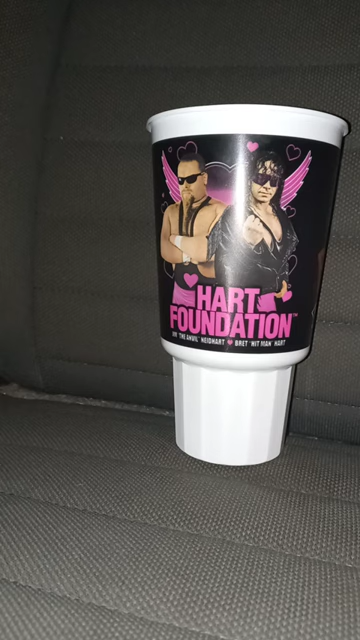 HART
FOUNDATION™
JIM "THE ANVIL" NEIDHART ♥ BRET "HIT MAN" HART